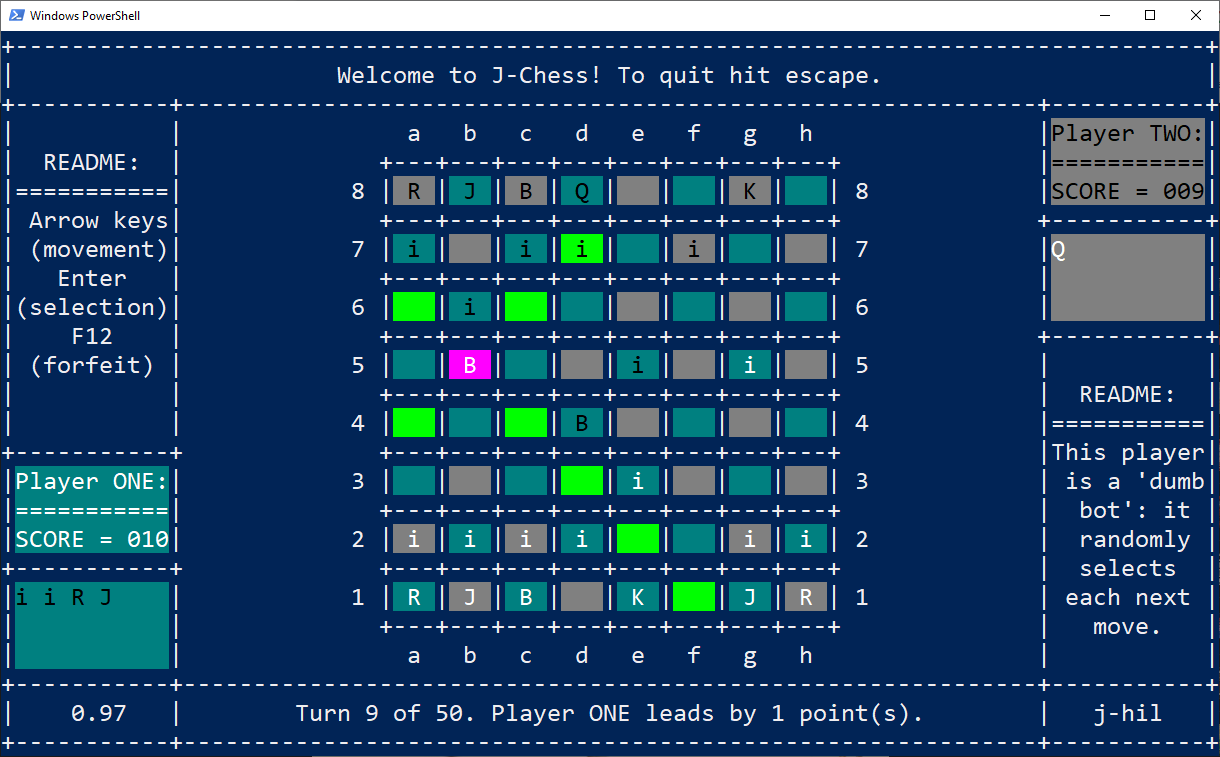 Windows PowerShell
Welcome to J-Chess! To quit hit escape.
a b c d e f g h
README:
===========
Arrow keys
(movement)
Enter
(selection)
F12
(forfeit)
Player ONE:
===========
SCORE = 010
i i R J
8 R J B Q K 8
7 i i i i 7
6 i 6
5 B i i 5
4 B 4
3 i 3
2 i i i i i i 2
1 R J B K J R 1
a b c d e f g h
Player TWO:
===========
SCORE = 009
Q
README:
===========
This player
is a 'dumb
bot': it
randomly
selects
each next
move.
0.97
Turn 9 of 50. Player ONE leads by 1 point(s).
j-hil